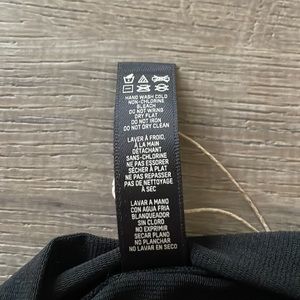 HAND WASH COLD
NON-CHLORINE
BLEACH
DO NOT WRING
DRY FLAT
DO NOT IRON
DO NOT DRY CLEAN
LAVER À FROID,
À LA MAIN
DÉTACHANT
SANS-CHLORINE
NE PAS ESSORER
SÉCHER À PLAT
NE PAS REPASSER
PAS DE NETTOYAGE
À SEC
LAVAR A MANO
CON AGUA FRIA
BLANQUEADOR
SIN CLORO
NO EXPRIMIR
SECAR PLANO
NO PLANCHAR
NO LAVAR EN SECO